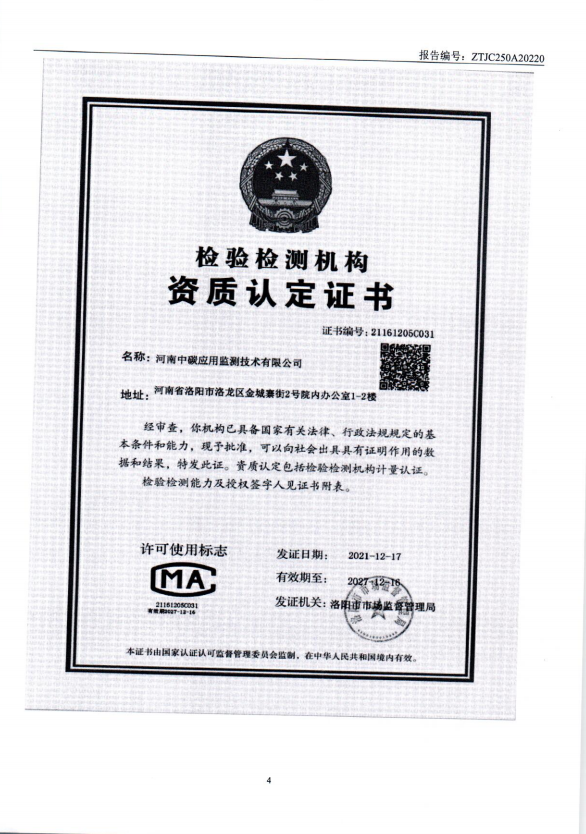 报告编号：ZTJC250A20220
检验检测机构
资质认定证书
证书编号：21161205C031
名称：河南中碳应用监测技术有限公司
地址：河南省洛阳市洛龙区金城寨街2号院内办公室1-2楼
经审查，你机构已具备国家有关法律、行政法规规定的基
本条件和能力，现予批准，可以向社会出具具有证明作用的数
据和结果，特发此证。资质认定包括检验检测机构计量认证。
检验检测能力及授权签字人见证书附表。
许可使用标志
MA
21161205C031
有效期2027-12-16
发证日期：2021-12-17
有效期至：2027-12-16
发证机关：洛阳市市场监督管理局
本证书由国家认证认可监督管理委员会监制，在中华人民共和国境内有效。
4